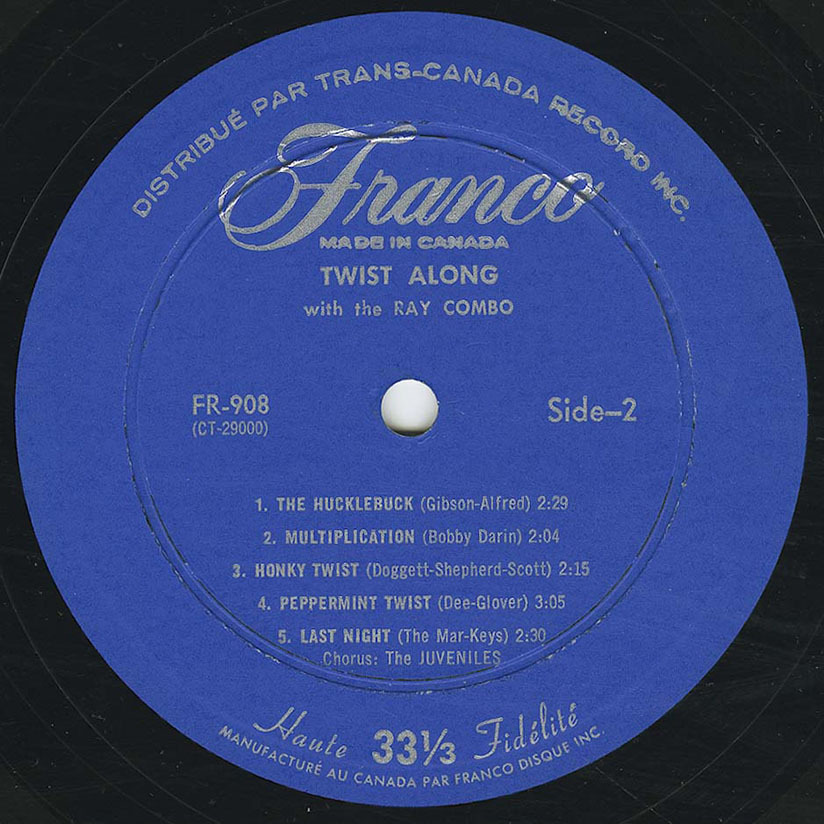 DISTRIBUÉ PAR TRANS-CANADA RECORD INC.
Franco
MADE IN CANADA
TWIST ALONG
with the RAY COMBO
FR-908
(CT-29000)
Side-2
1. THE HUCKLEBUCK (Gibson-Alfred) 2:29
2. MULTIPLICATION (Bobby Darin) 2:04
3. HONKY TWIST (Doggett-Shepherd-Scott) 2:15
4. PEPPERMINT TWIST (Dee-Glover) 3:05
5. LAST NIGHT (The Mar-Keys) 2:30
Chorus: The JUVENILES
Haute 33⅓ Fidélité
MANUFACTURÉ AU CANADA PAR FRANCO DISQUE INC.